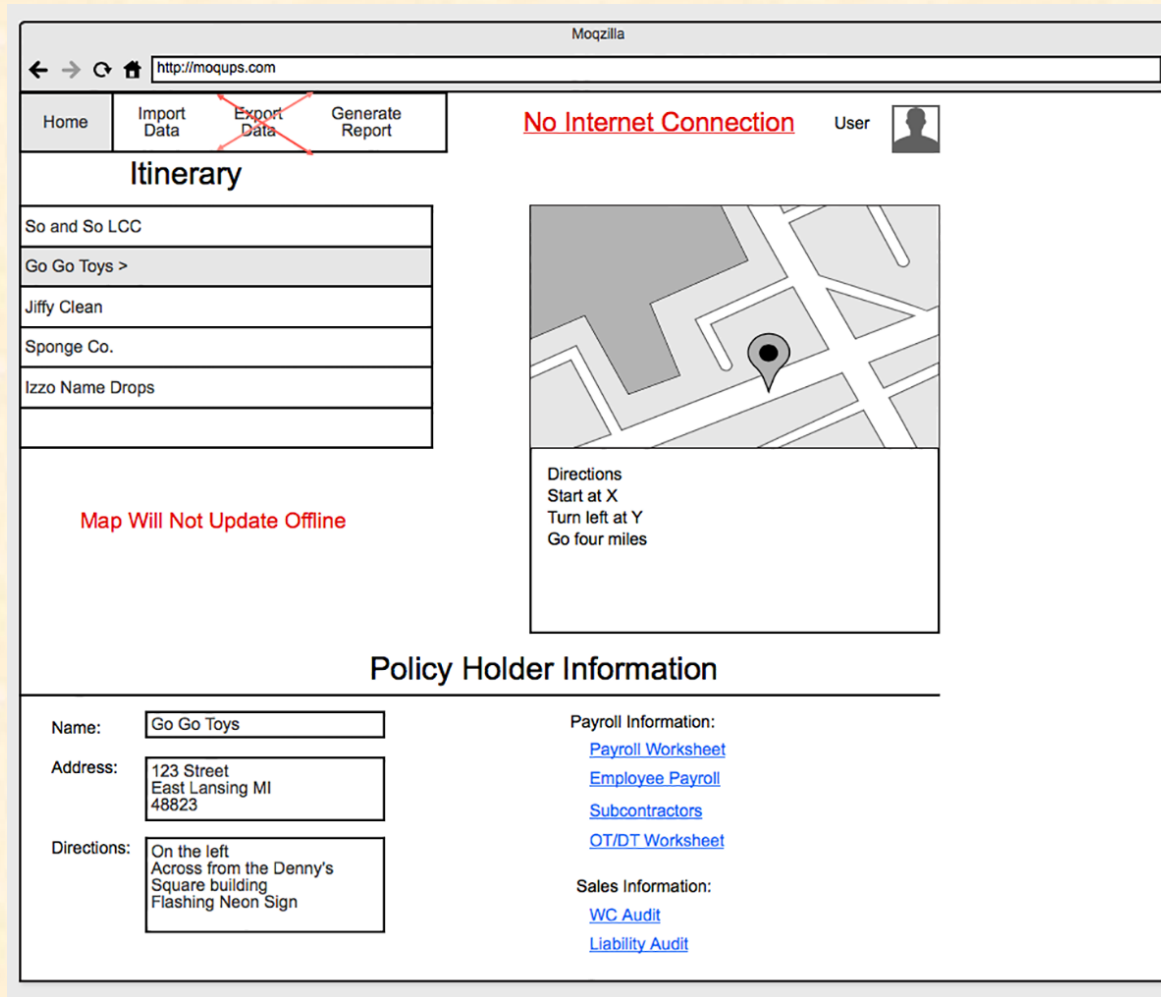 Moqzilla
http://moqups.com
Home
Import
Data
Export
Data
Generate
Report
No Internet Connection
User
Itinerary
So and So LCC
Go Go Toys >
Jiffy Clean
Sponge Co.
Izzo Name Drops
Directions
Start at X
Turn left at Y
Go four miles
Map Will Not Update Offline
Policy Holder Information
Name:
Go Go Toys
Address:
123 Street
East Lansing MI
48823
Directions:
On the left
Across from the Denny's
Square building
Flashing Neon Sign
Payroll Information:
Payroll Worksheet
Employee Payroll
Subcontractors
OT/DT Worksheet
Sales Information:
WC Audit
Liability Audit